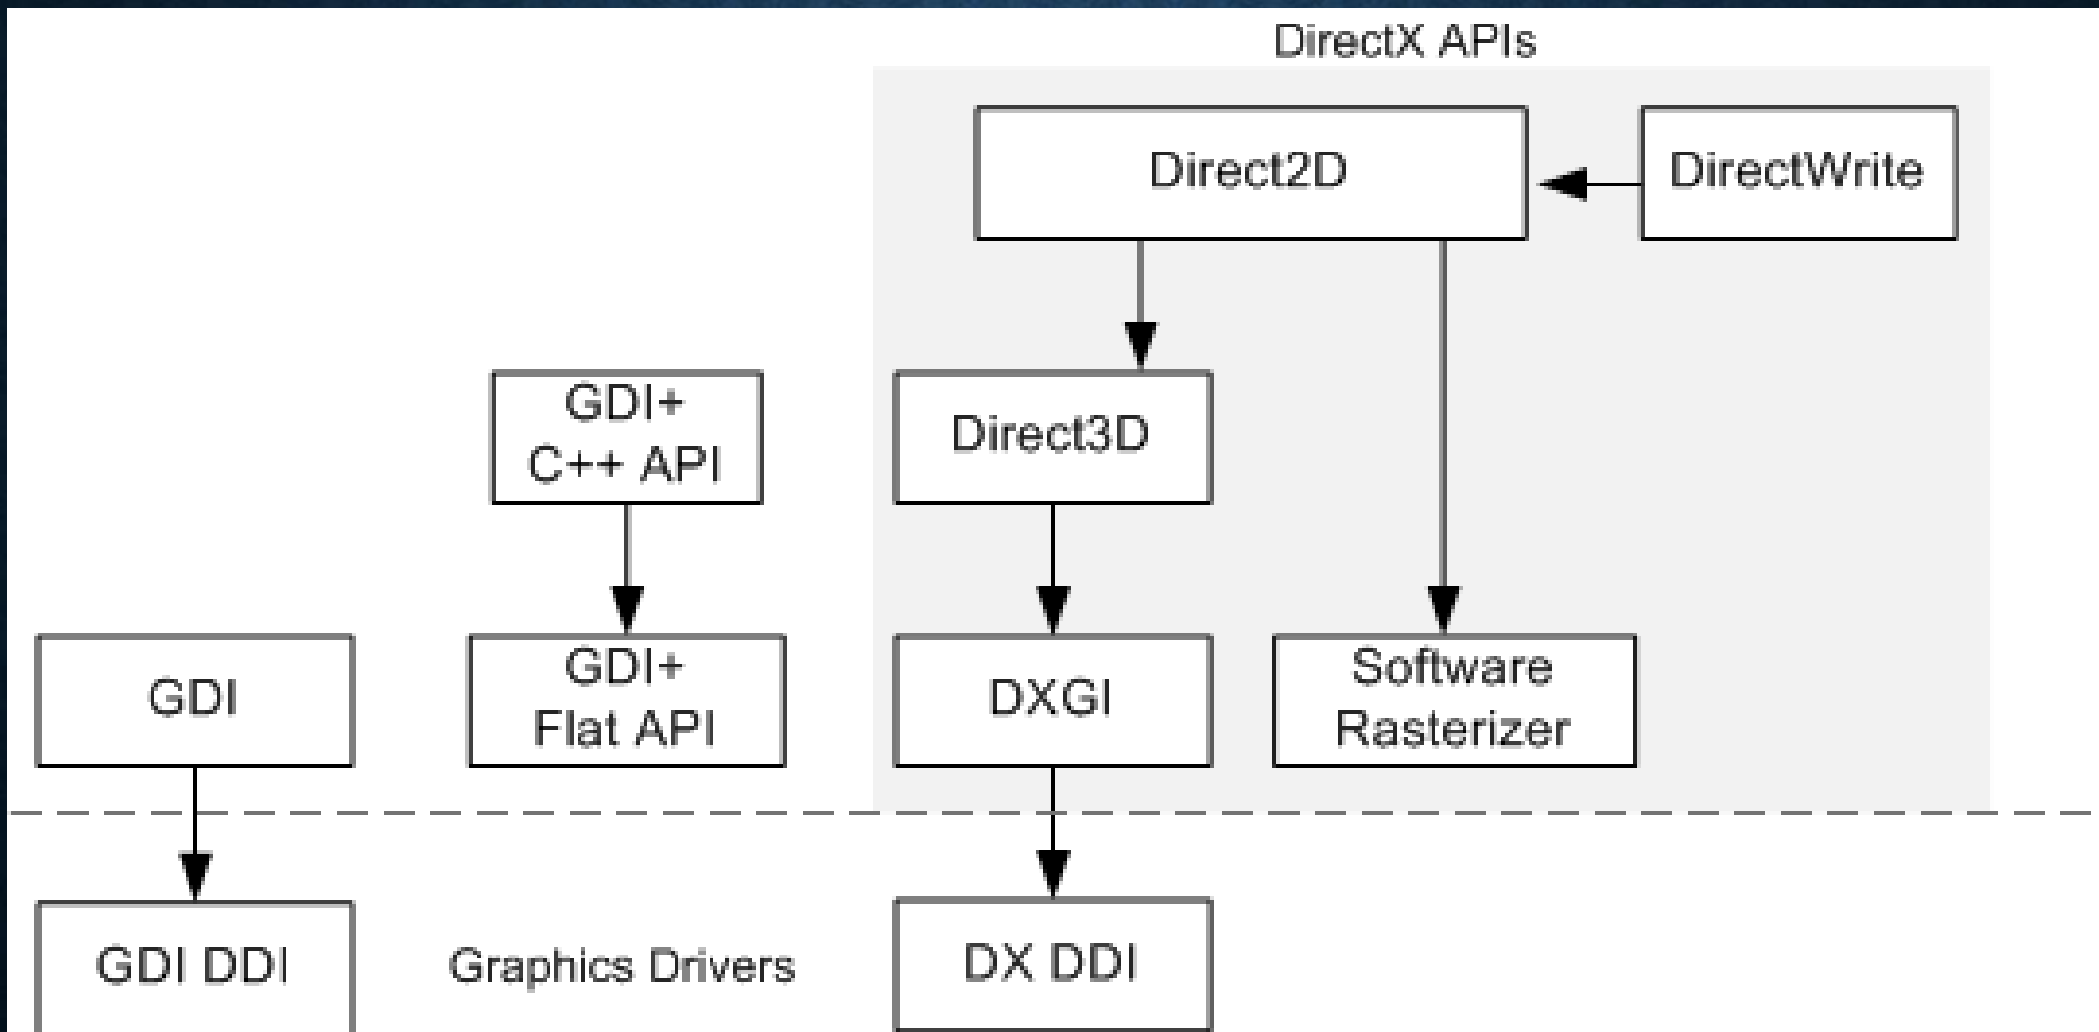 DirectX APIs
Direct2D
DirectWrite
GDI+
C++ API
Direct3D
GDI
GDI+
Flat API
DXGI
Software
Rasterizer
GDI DDI
Graphics Drivers
DX DDI